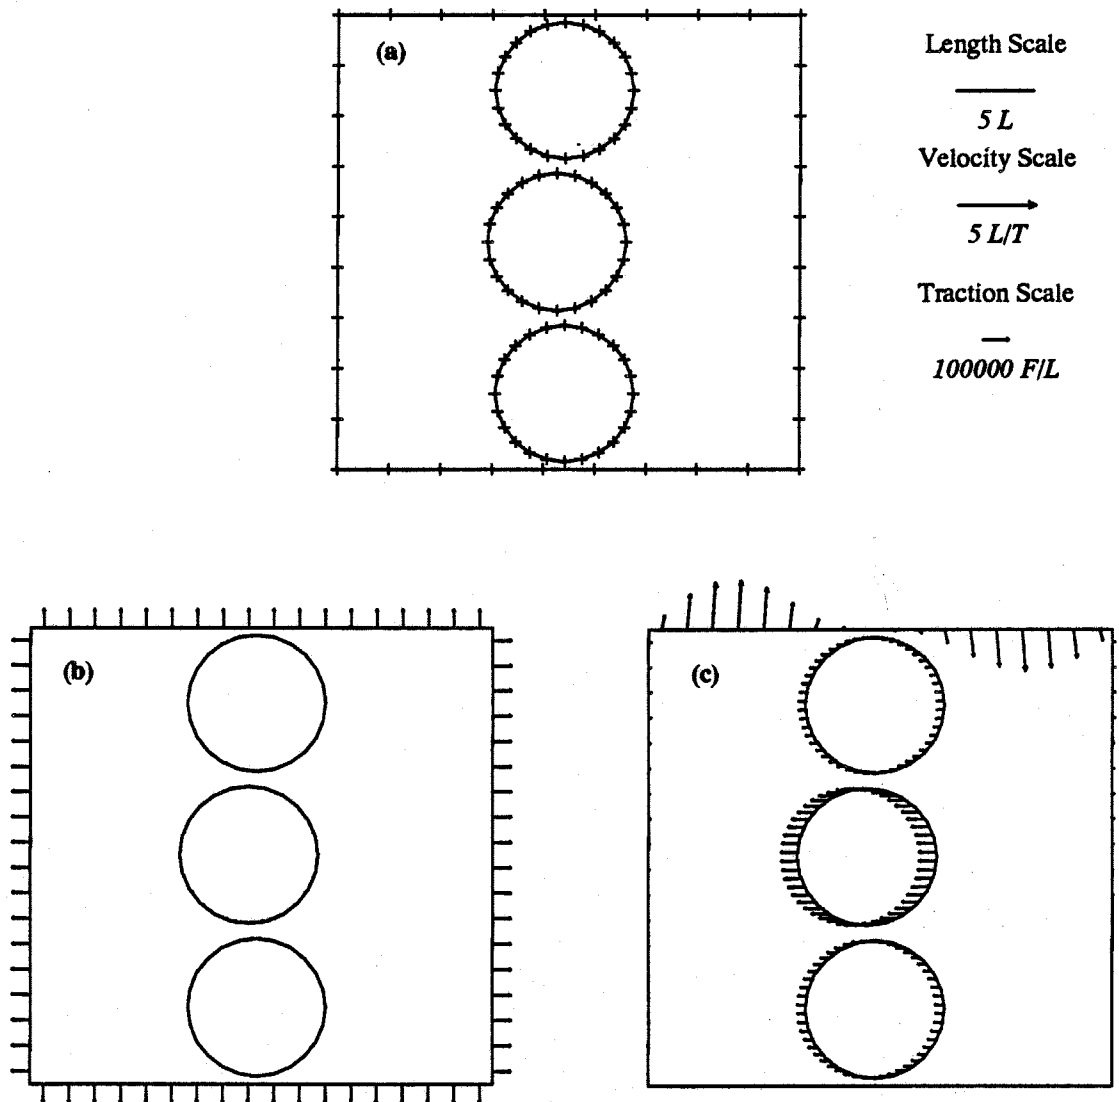 (a)
Length Scale
5 L
Velocity Scale
5 L/T
Traction Scale
100000 F/L
(b)
(c)